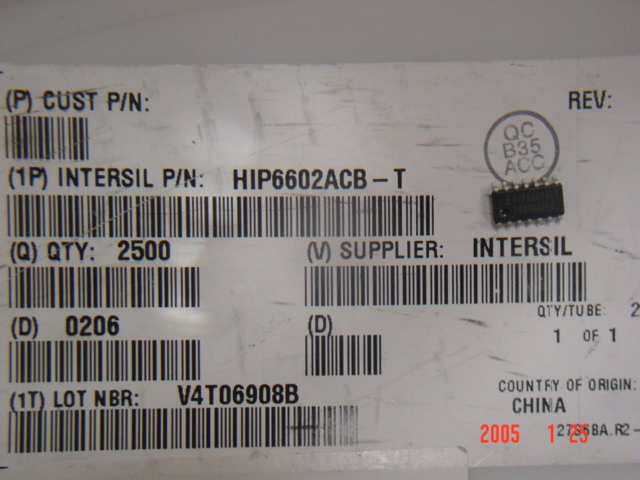 (P) CUST P/N:
REV:
QC
B35
ACC
(1P) INTERSIL P/N: HIP6602ACB-T
(Q) QTY: 2500
(V) SUPPLIER: INTERSIL
QTY/TUBE: 2
(D) 0206
(D)
1 OF 1
(1T) LOT NBR: V4T06908B
COUNTRY OF ORIGIN:
CHINA
2005 1 25